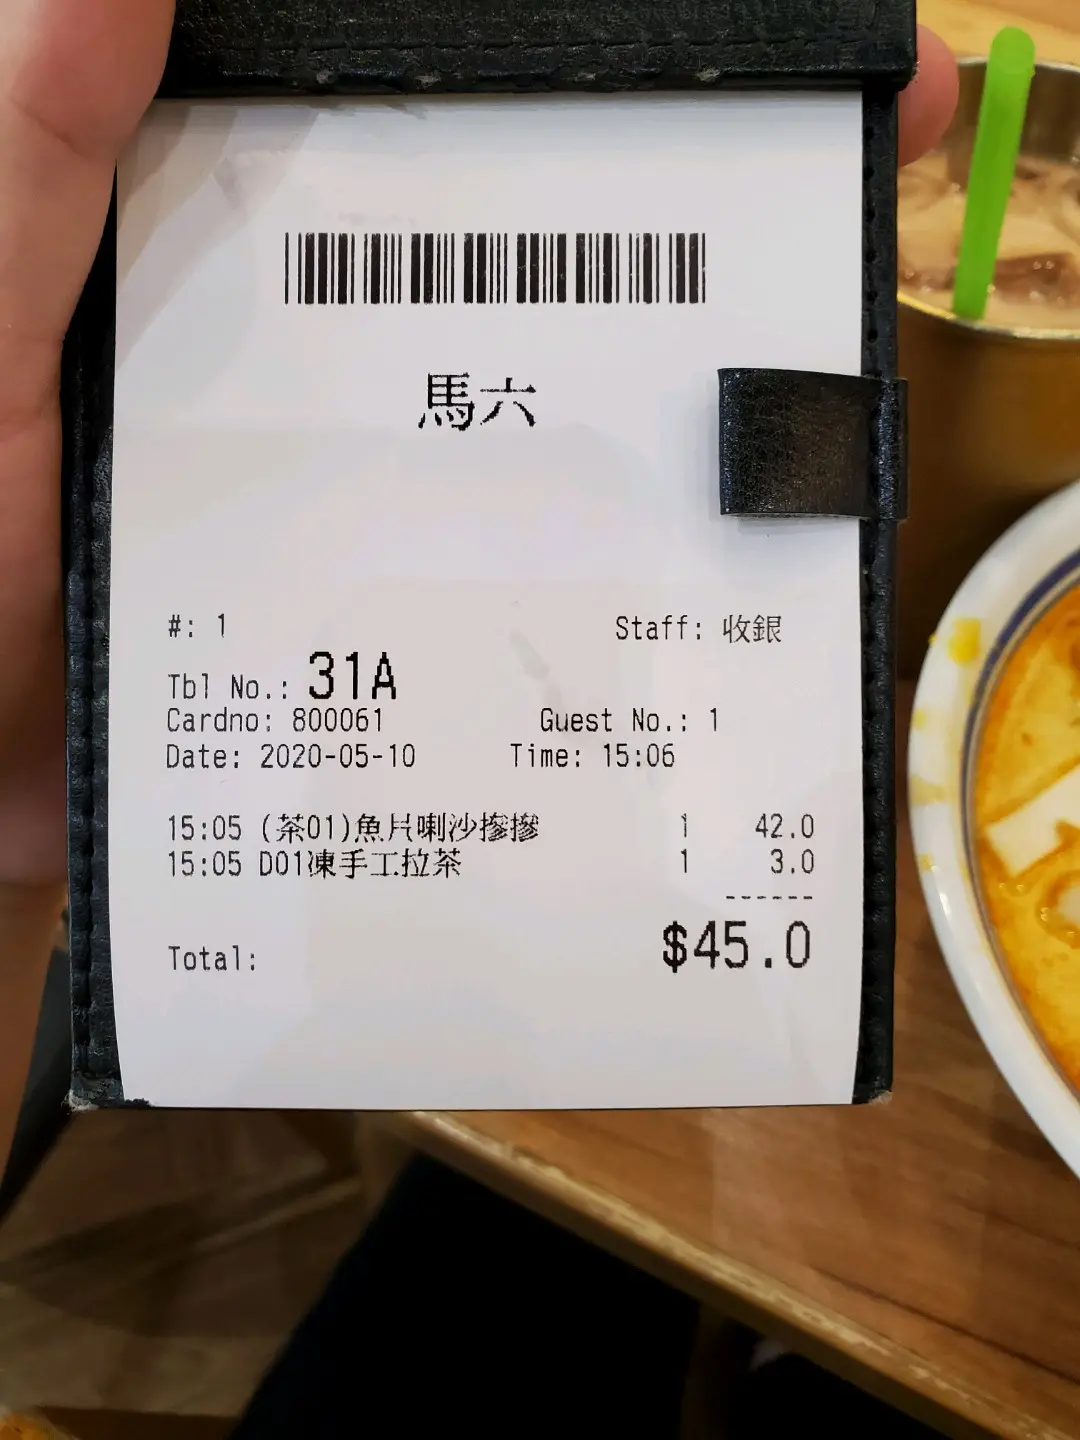 馬六
#: 1 Staff: 收銀
Tbl No.: 31A
Cardno: 800061 Guest No.: 1
Date: 2020-05-10 Time: 15:06
15:05 (茶01)魚片喇沙摻摻 1 42.0
15:05 D01凍手工拉茶 1 3.0
------
Total: $45.0